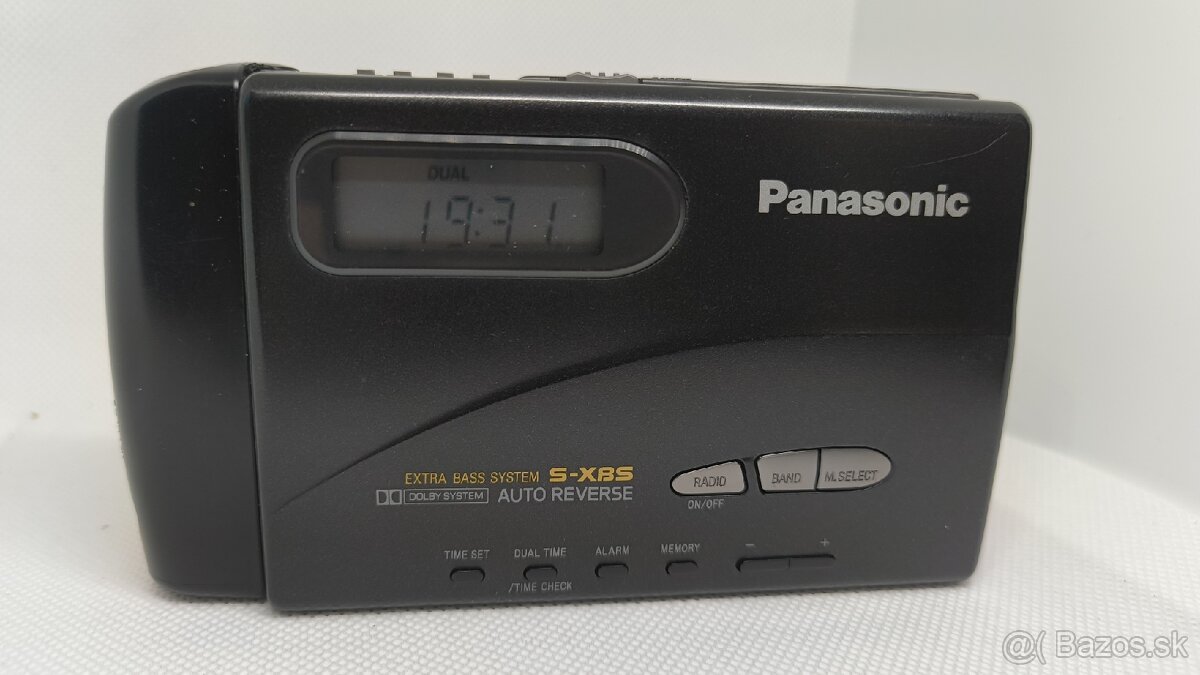 DUAL
19:31
Panasonic
EXTRA BASS SYSTEM S-XBS
DOLBY SYSTEM AUTO REVERSE
RADIO BAND M.SELECT
ON/OFF
TIME SET DUAL TIME ALARM MEMORY - +
/TIME CHECK
@( Bazos.sk